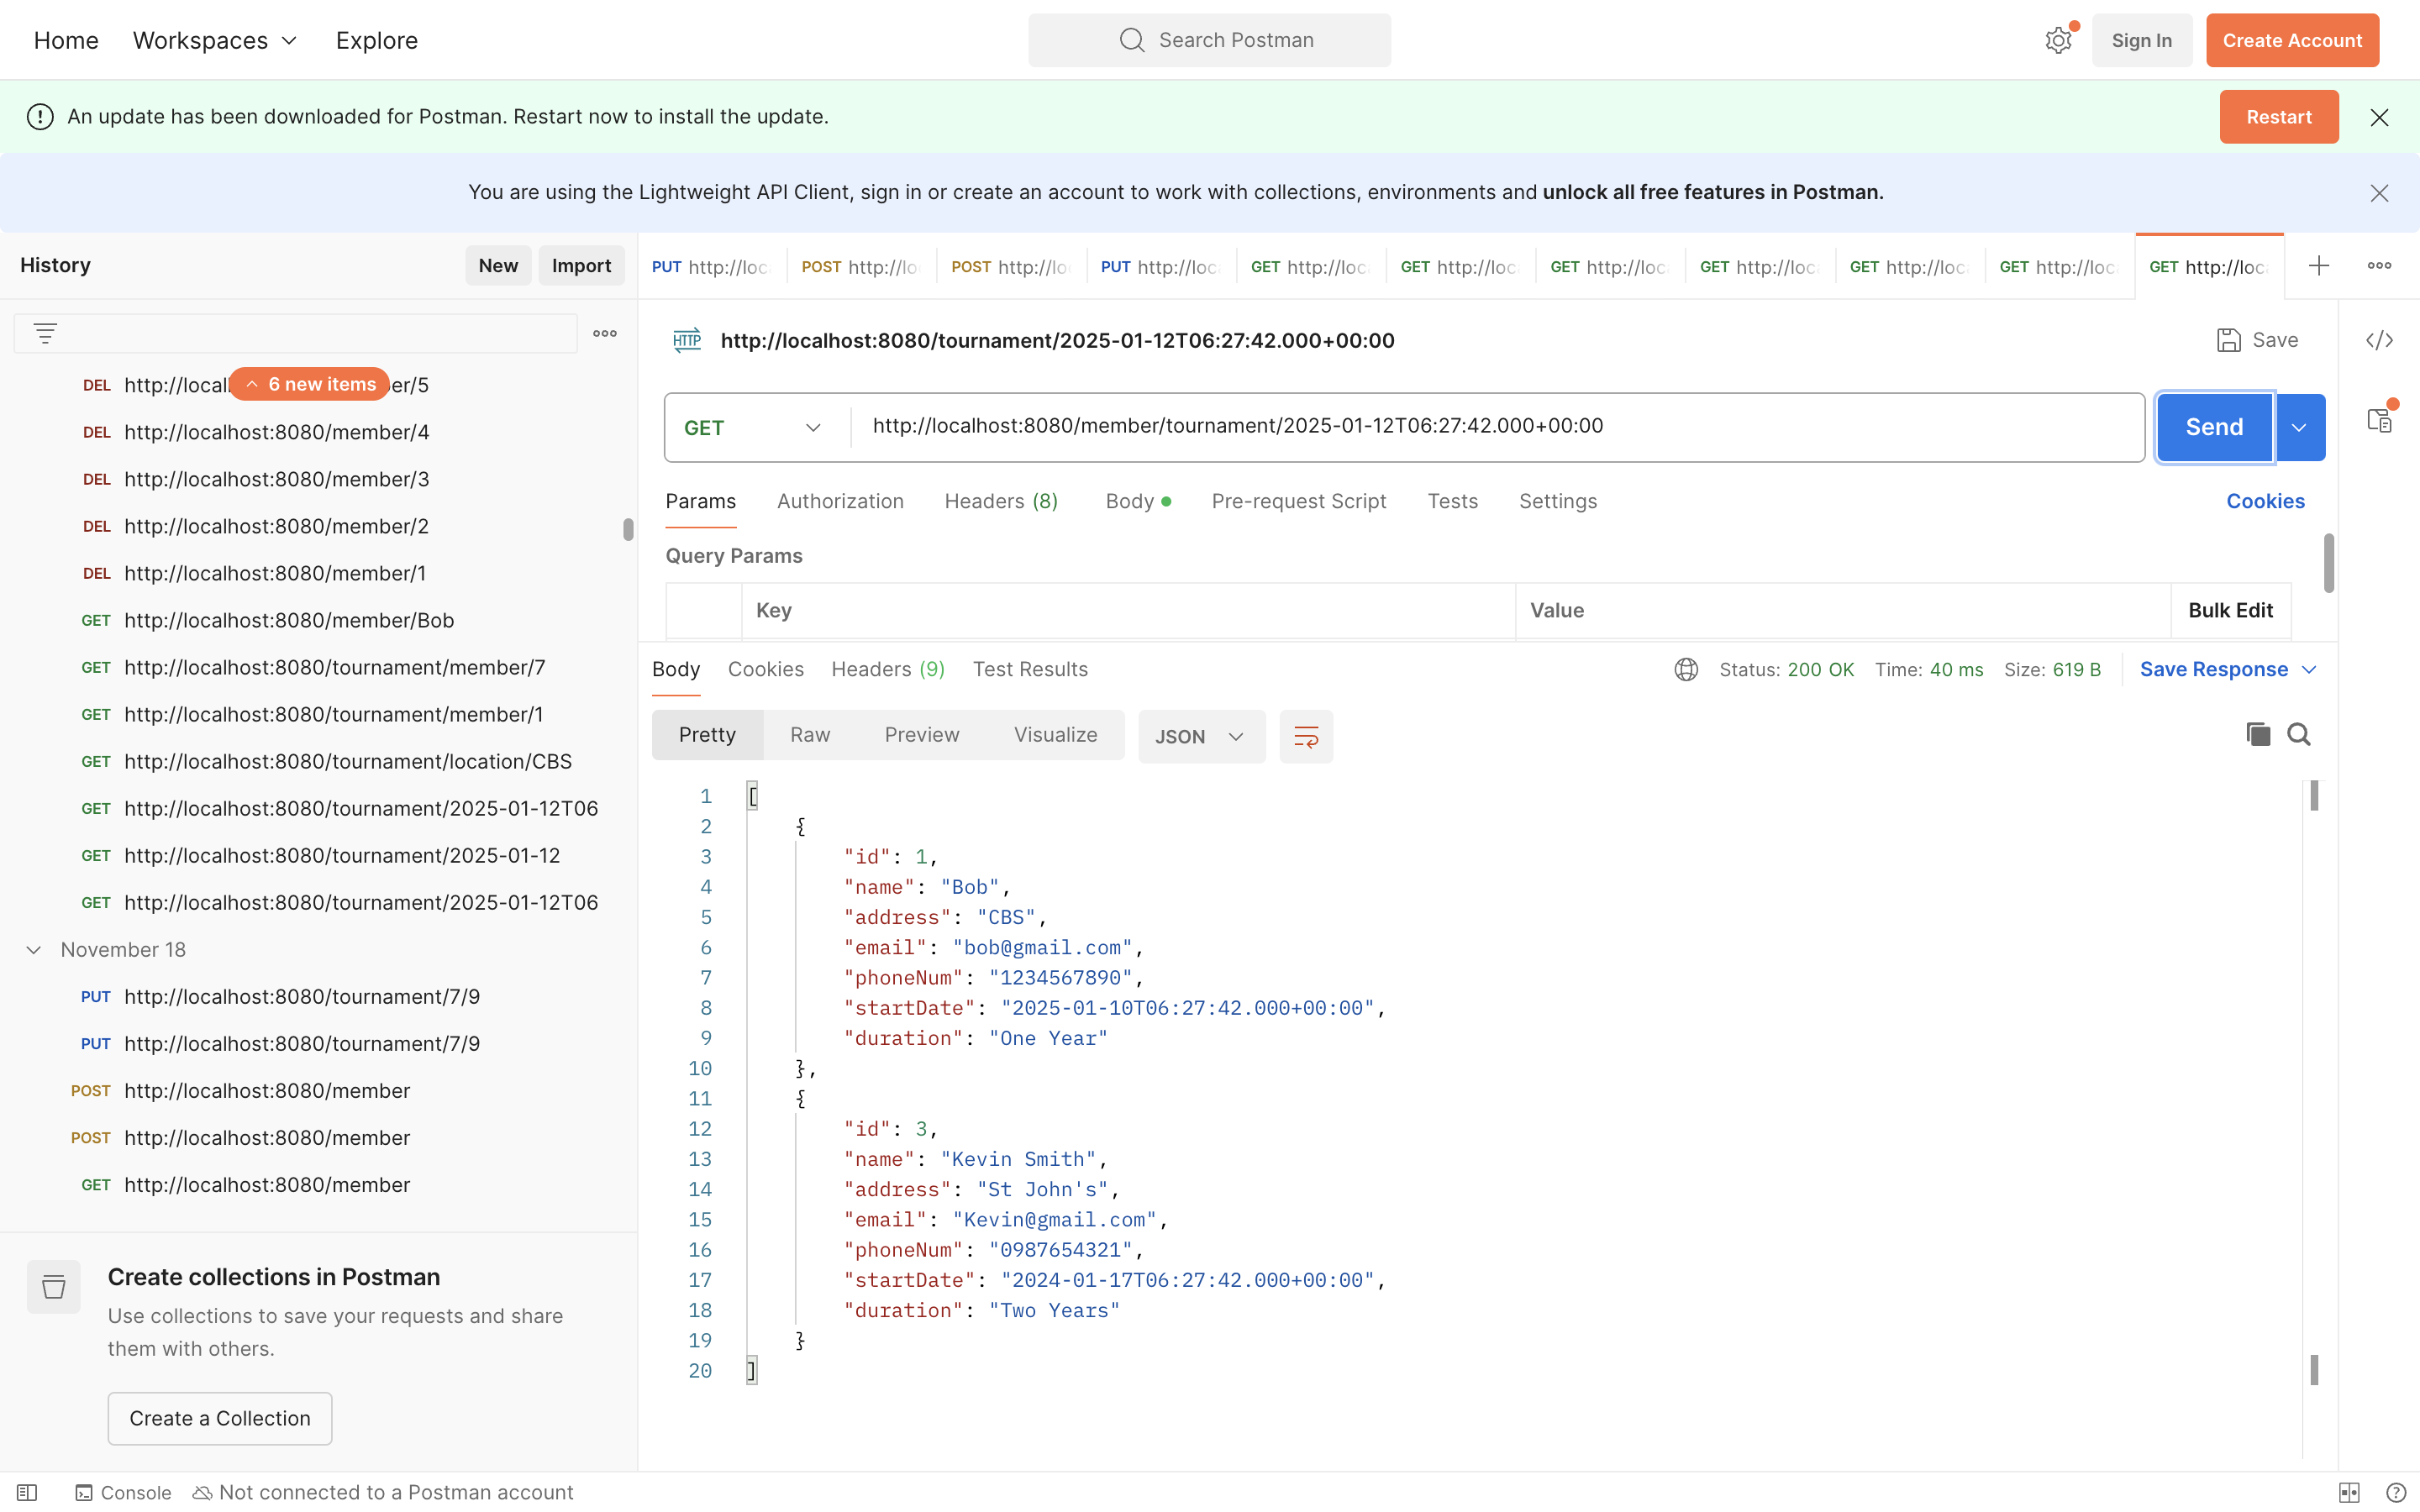 Home Workspaces Explore Search Postman Sign In Create Account
An update has been downloaded for Postman. Restart now to install the update. Restart
You are using the Lightweight API Client, sign in or create an account to work with collections, environments and unlock all free features in Postman.
History New Import
PUT http://loc POST http://lo POST http://lo PUT http://loc GET http://loc GET http://loc GET http://loc GET http://loc GET http://loc GET http://loc GET http://loc
DEL http://local 6 new items er/5
DEL http://localhost:8080/member/4
DEL http://localhost:8080/member/3
DEL http://localhost:8080/member/2
DEL http://localhost:8080/member/1
GET http://localhost:8080/member/Bob
GET http://localhost:8080/tournament/member/7
GET http://localhost:8080/tournament/member/1
GET http://localhost:8080/tournament/location/CBS
GET http://localhost:8080/tournament/2025-01-12T06
GET http://localhost:8080/tournament/2025-01-12
GET http://localhost:8080/tournament/2025-01-12T06
November 18
PUT http://localhost:8080/tournament/7/9
PUT http://localhost:8080/tournament/7/9
POST http://localhost:8080/member
POST http://localhost:8080/member
GET http://localhost:8080/member
Create collections in Postman
Use collections to save your requests and share
them with others.
Create a Collection
HTTP http://localhost:8080/tournament/2025-01-12T06:27:42.000+00:00 Save
GET http://localhost:8080/member/tournament/2025-01-12T06:27:42.000+00:00 Send
Params Authorization Headers (8) Body Pre-request Script Tests Settings Cookies
Query Params
Key Value Bulk Edit
Body Cookies Headers (9) Test Results Status: 200 OK Time: 40 ms Size: 619 B Save Response
Pretty Raw Preview Visualize JSON
1 [
2 {
3 "id": 1,
4 "name": "Bob",
5 "address": "CBS",
6 "email": "bob@gmail.com",
7 "phoneNum": "1234567890",
8 "startDate": "2025-01-10T06:27:42.000+00:00",
9 "duration": "One Year"
10 },
11 {
12 "id": 3,
13 "name": "Kevin Smith",
14 "address": "St John's",
15 "email": "Kevin@gmail.com",
16 "phoneNum": "0987654321",
17 "startDate": "2024-01-17T06:27:42.000+00:00",
18 "duration": "Two Years"
19 }
20 ]
Console Not connected to a Postman account